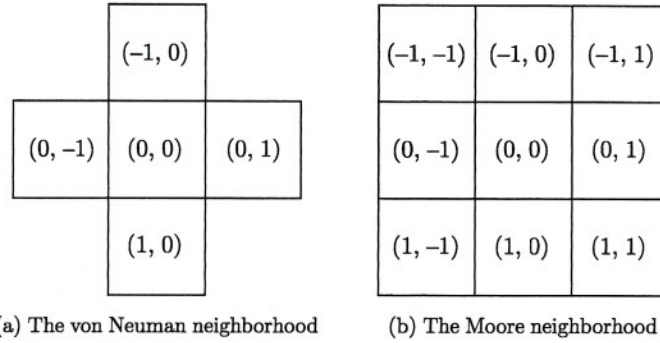 (-1, 0)
(0, -1) (0, 0) (0, 1)
(1, 0)
(a) The von Neuman neighborhood
(-1, -1) (-1, 0) (-1, 1)
(0, -1) (0, 0) (0, 1)
(1, -1) (1, 0) (1, 1)
(b) The Moore neighborhood